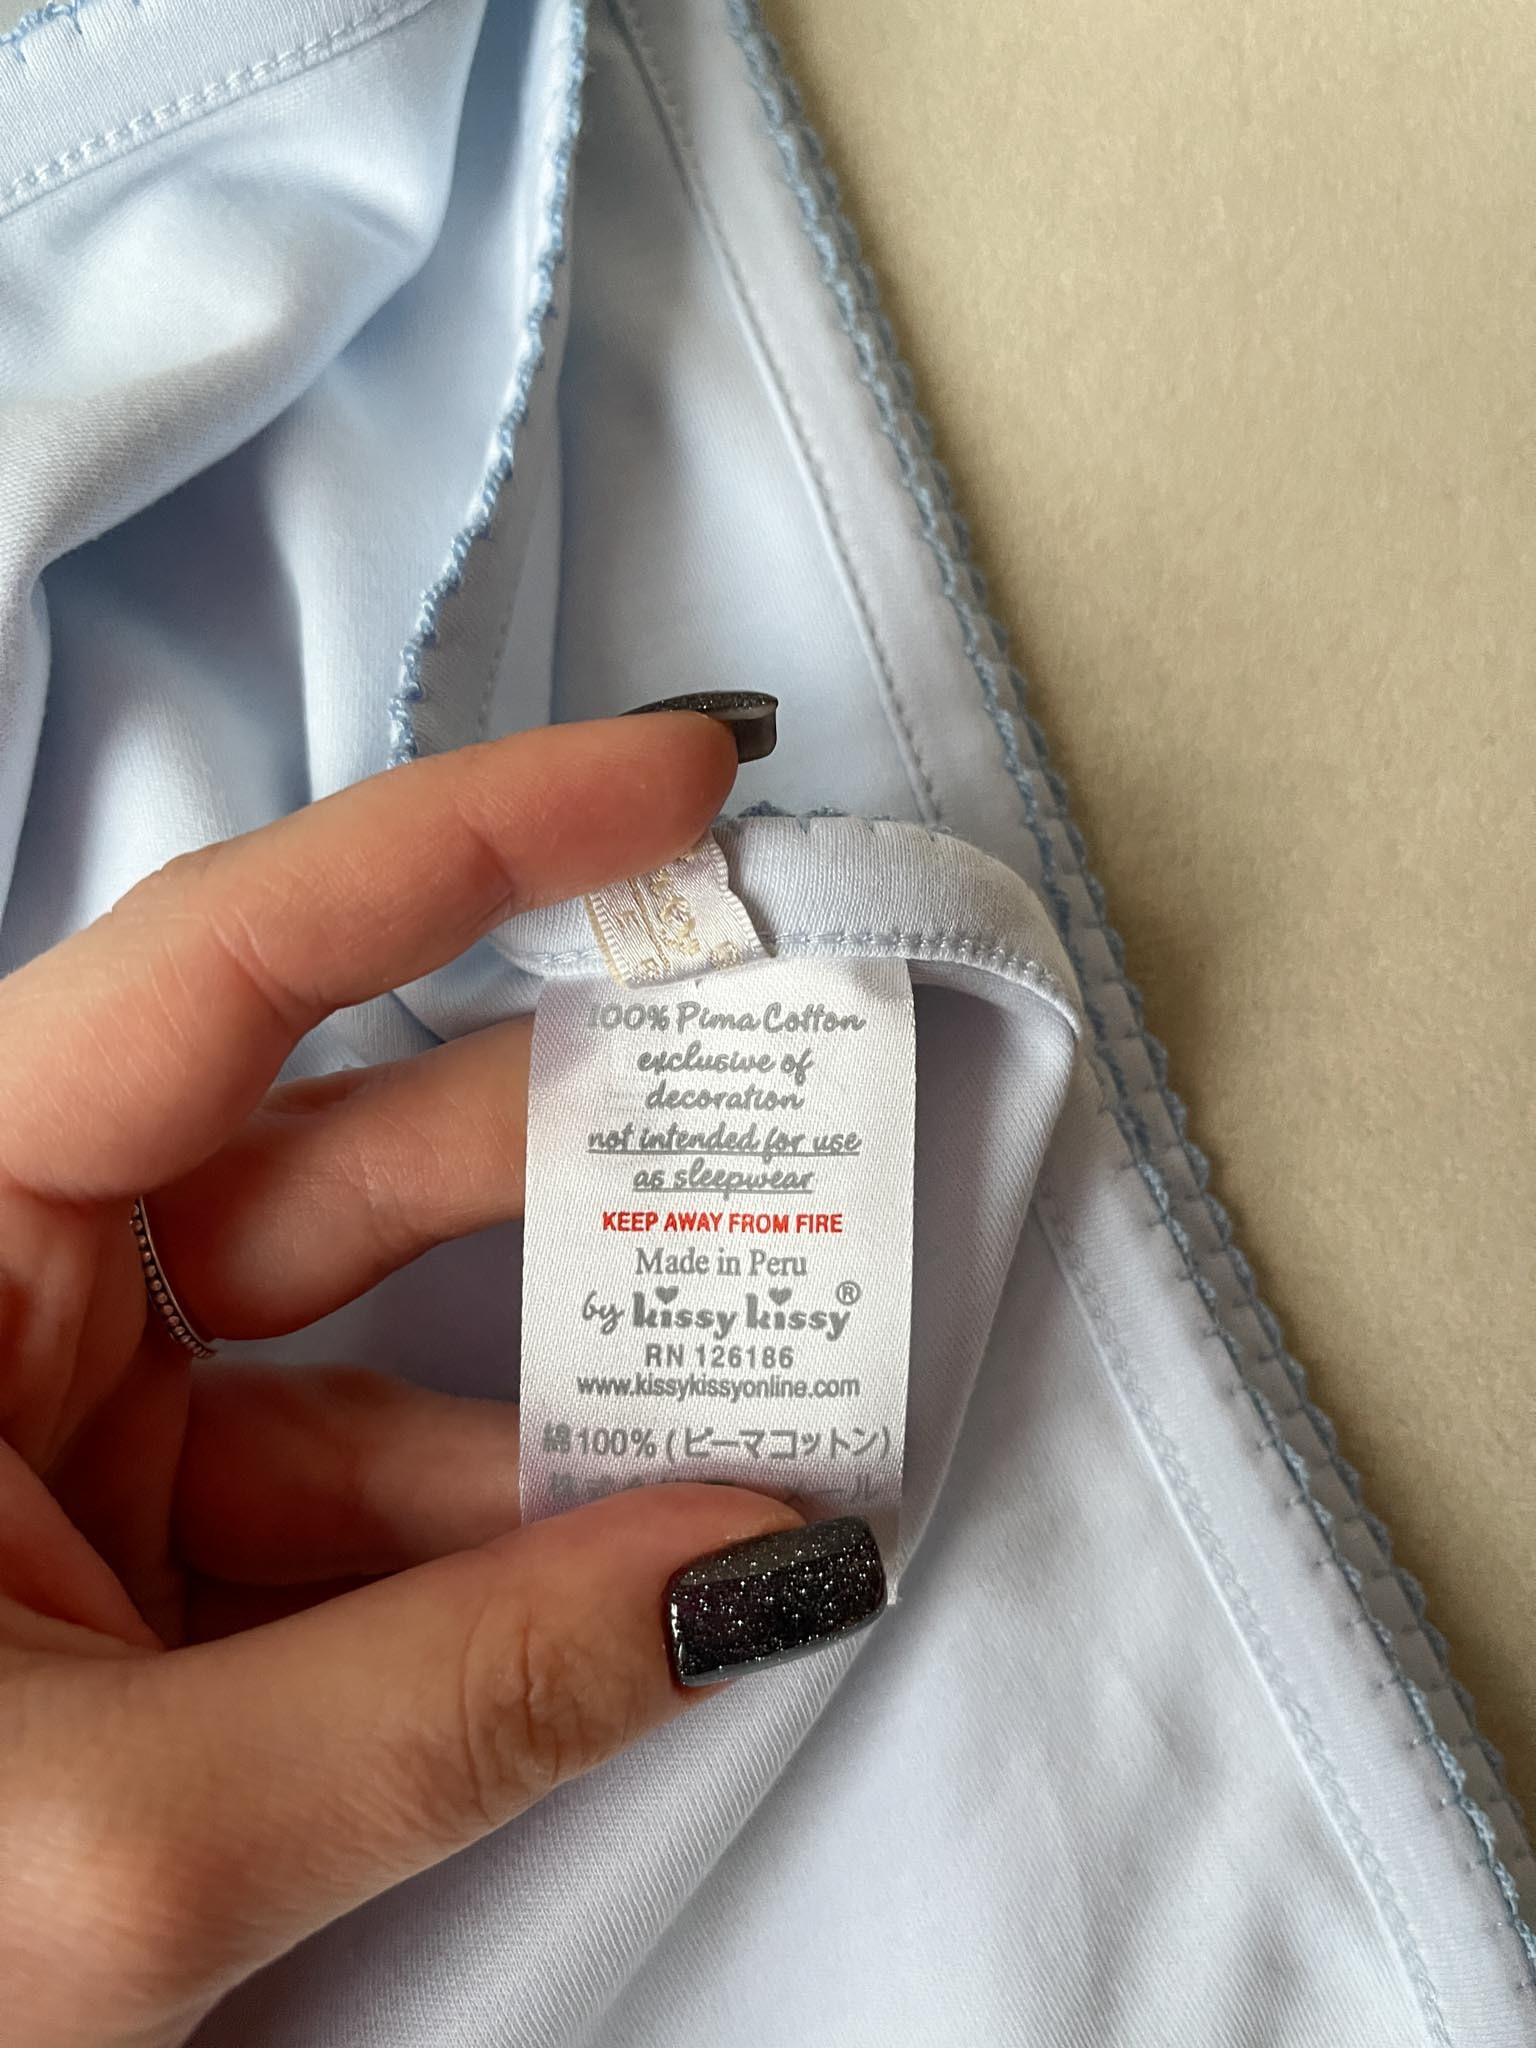 100% Pima Cotton
exclusive of
decoration
not intended for use
as sleepwear
KEEP AWAY FROM FIRE
Made in Peru
by kissy kissy®
RN 126186
www.kissykissyonline.com
綿100% (ピーマコットン)